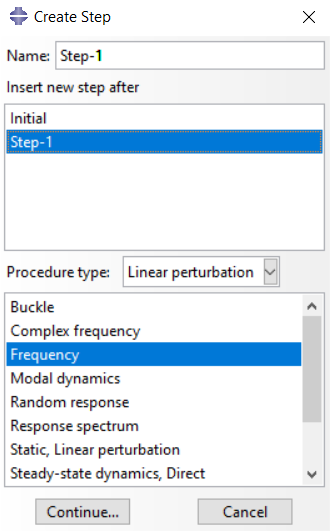 Create Step
Name: Step-1
Insert new step after
Initial
Step-1
Procedure type: Linear perturbation
Buckle
Complex frequency
Frequency
Modal dynamics
Random response
Response spectrum
Static, Linear perturbation
Steady-state dynamics, Direct
Continue... Cancel